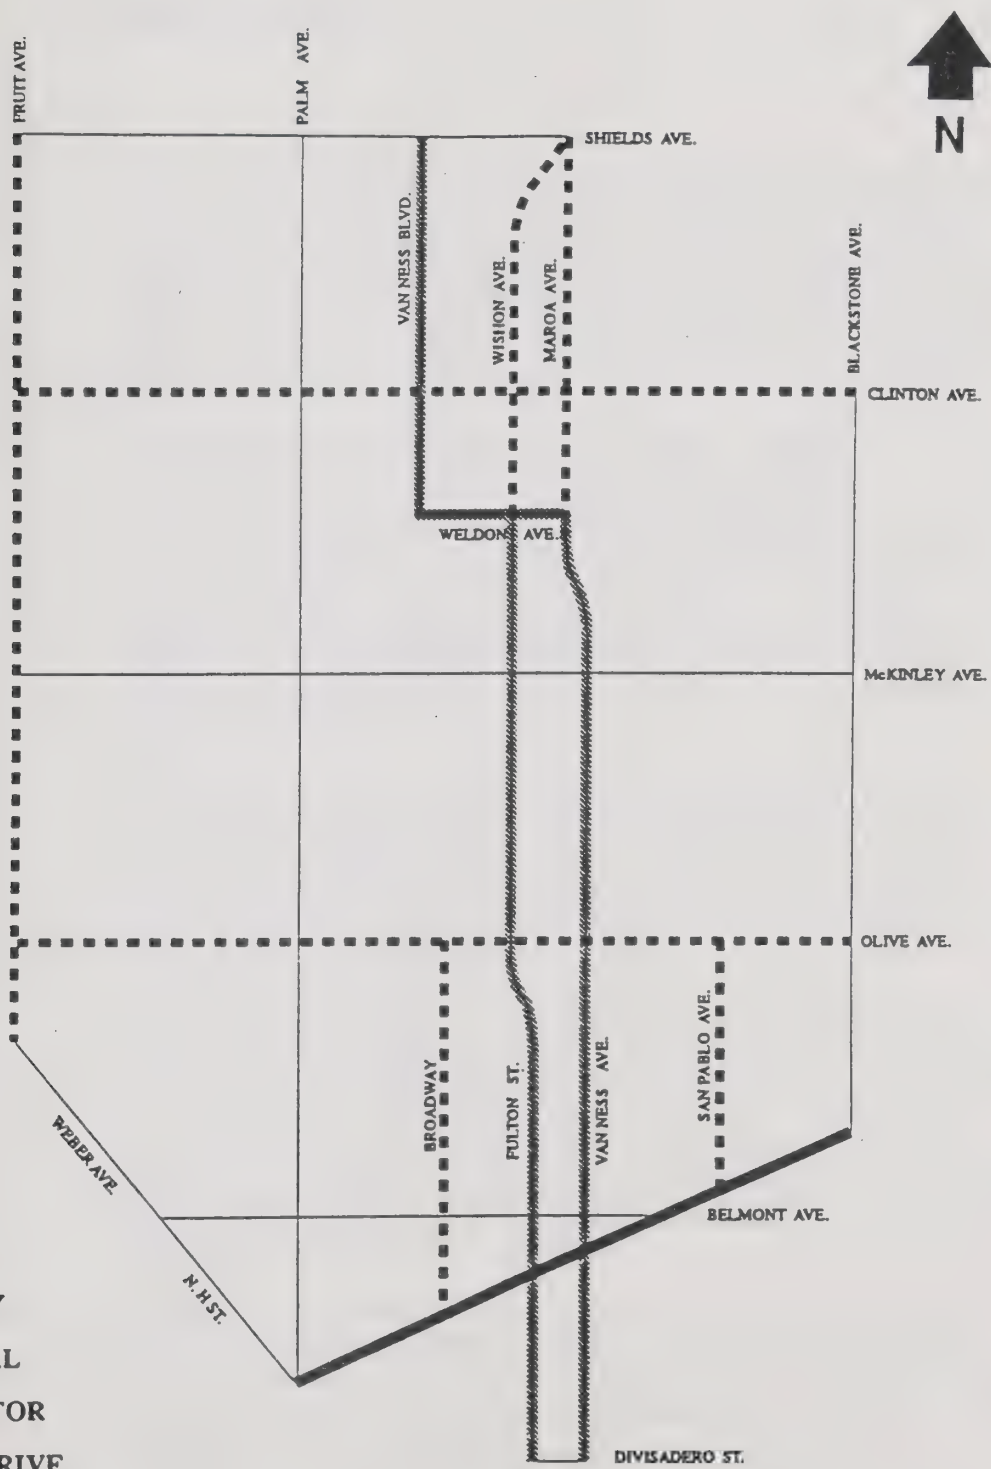 FRUIT AVE.
PALM AVE.
N
SHIELDS AVE.
VAN NESS BLVD.
WISHON AVE.
MAROA AVE.
BLACKSTONE AVE.
CLINTON AVE.
WELDON AVE.
McKINLEY AVE.
OLIVE AVE.
BROADWAY
FULTON ST.
VAN NESS AVE.
SAN PABLO AVE.
WEBER AVE.
BELMONT AVE.
N. H ST.
L
TOR
RIVE
DIVISADERO ST.